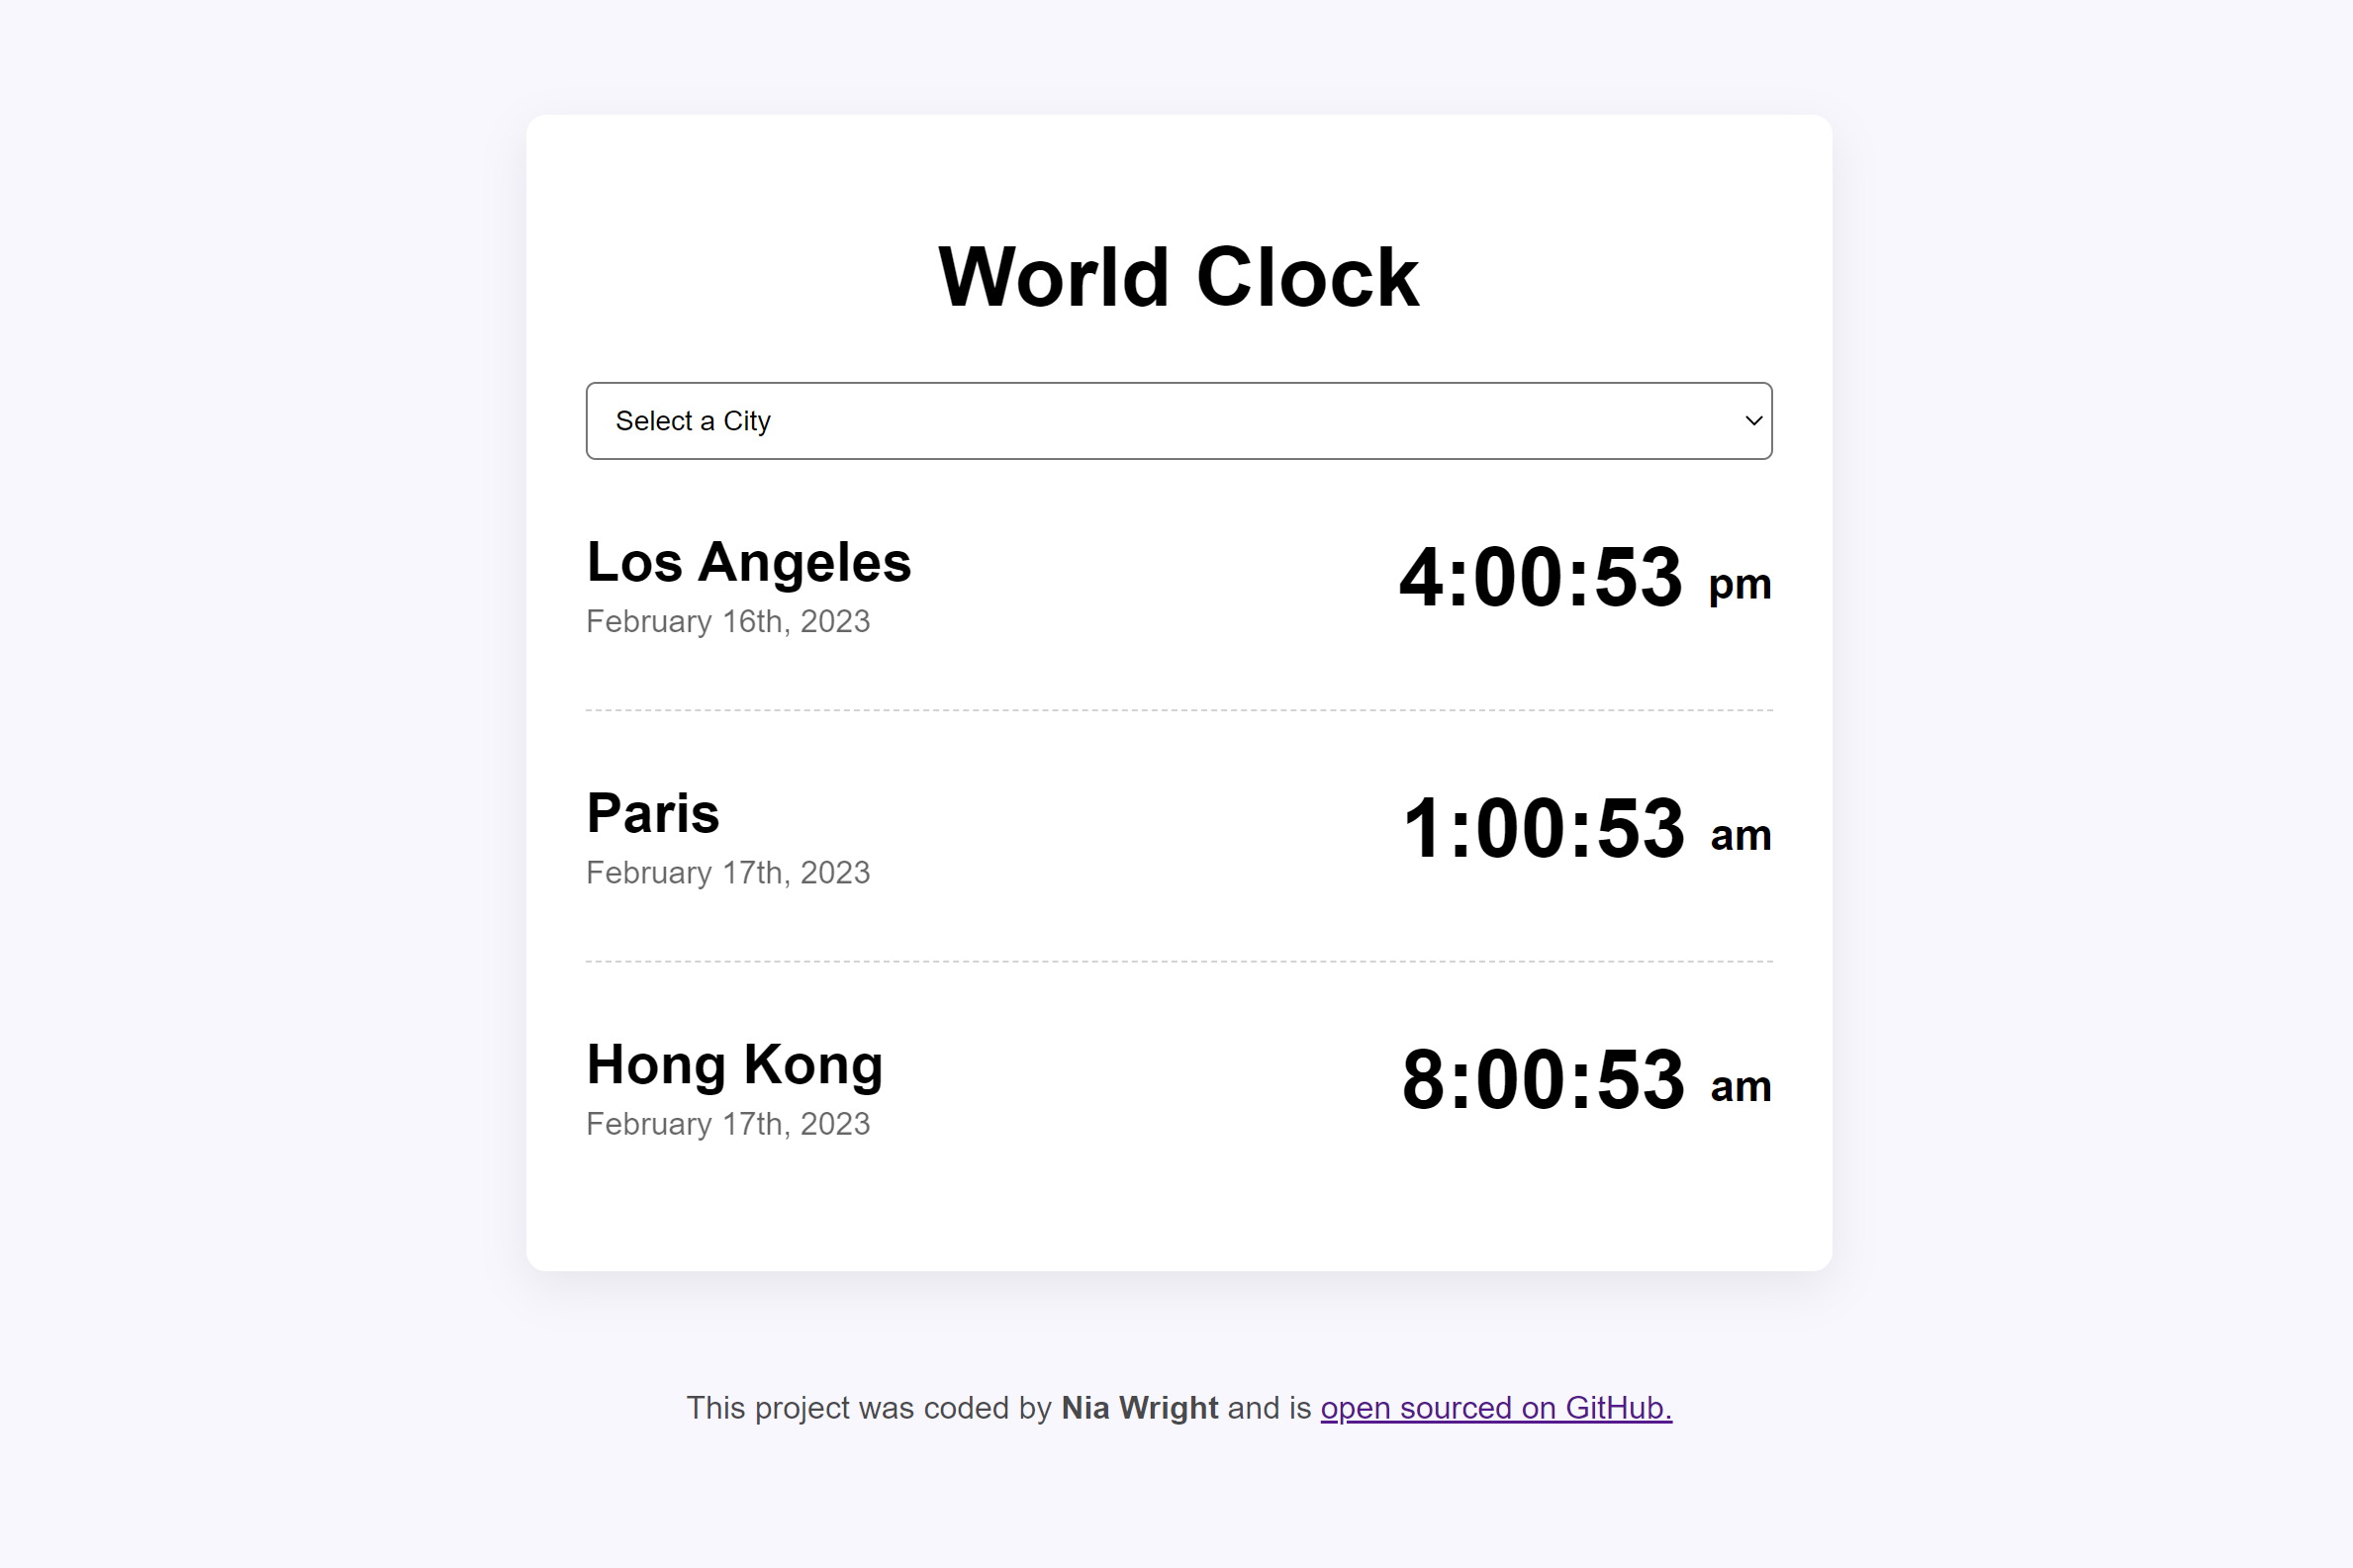 World Clock
Select a City
Los Angeles
4:00:53 pm
February 16th, 2023
Paris
1:00:53 am
February 17th, 2023
Hong Kong
8:00:53 am
February 17th, 2023
This project was coded by Nia Wright and is open sourced on GitHub.